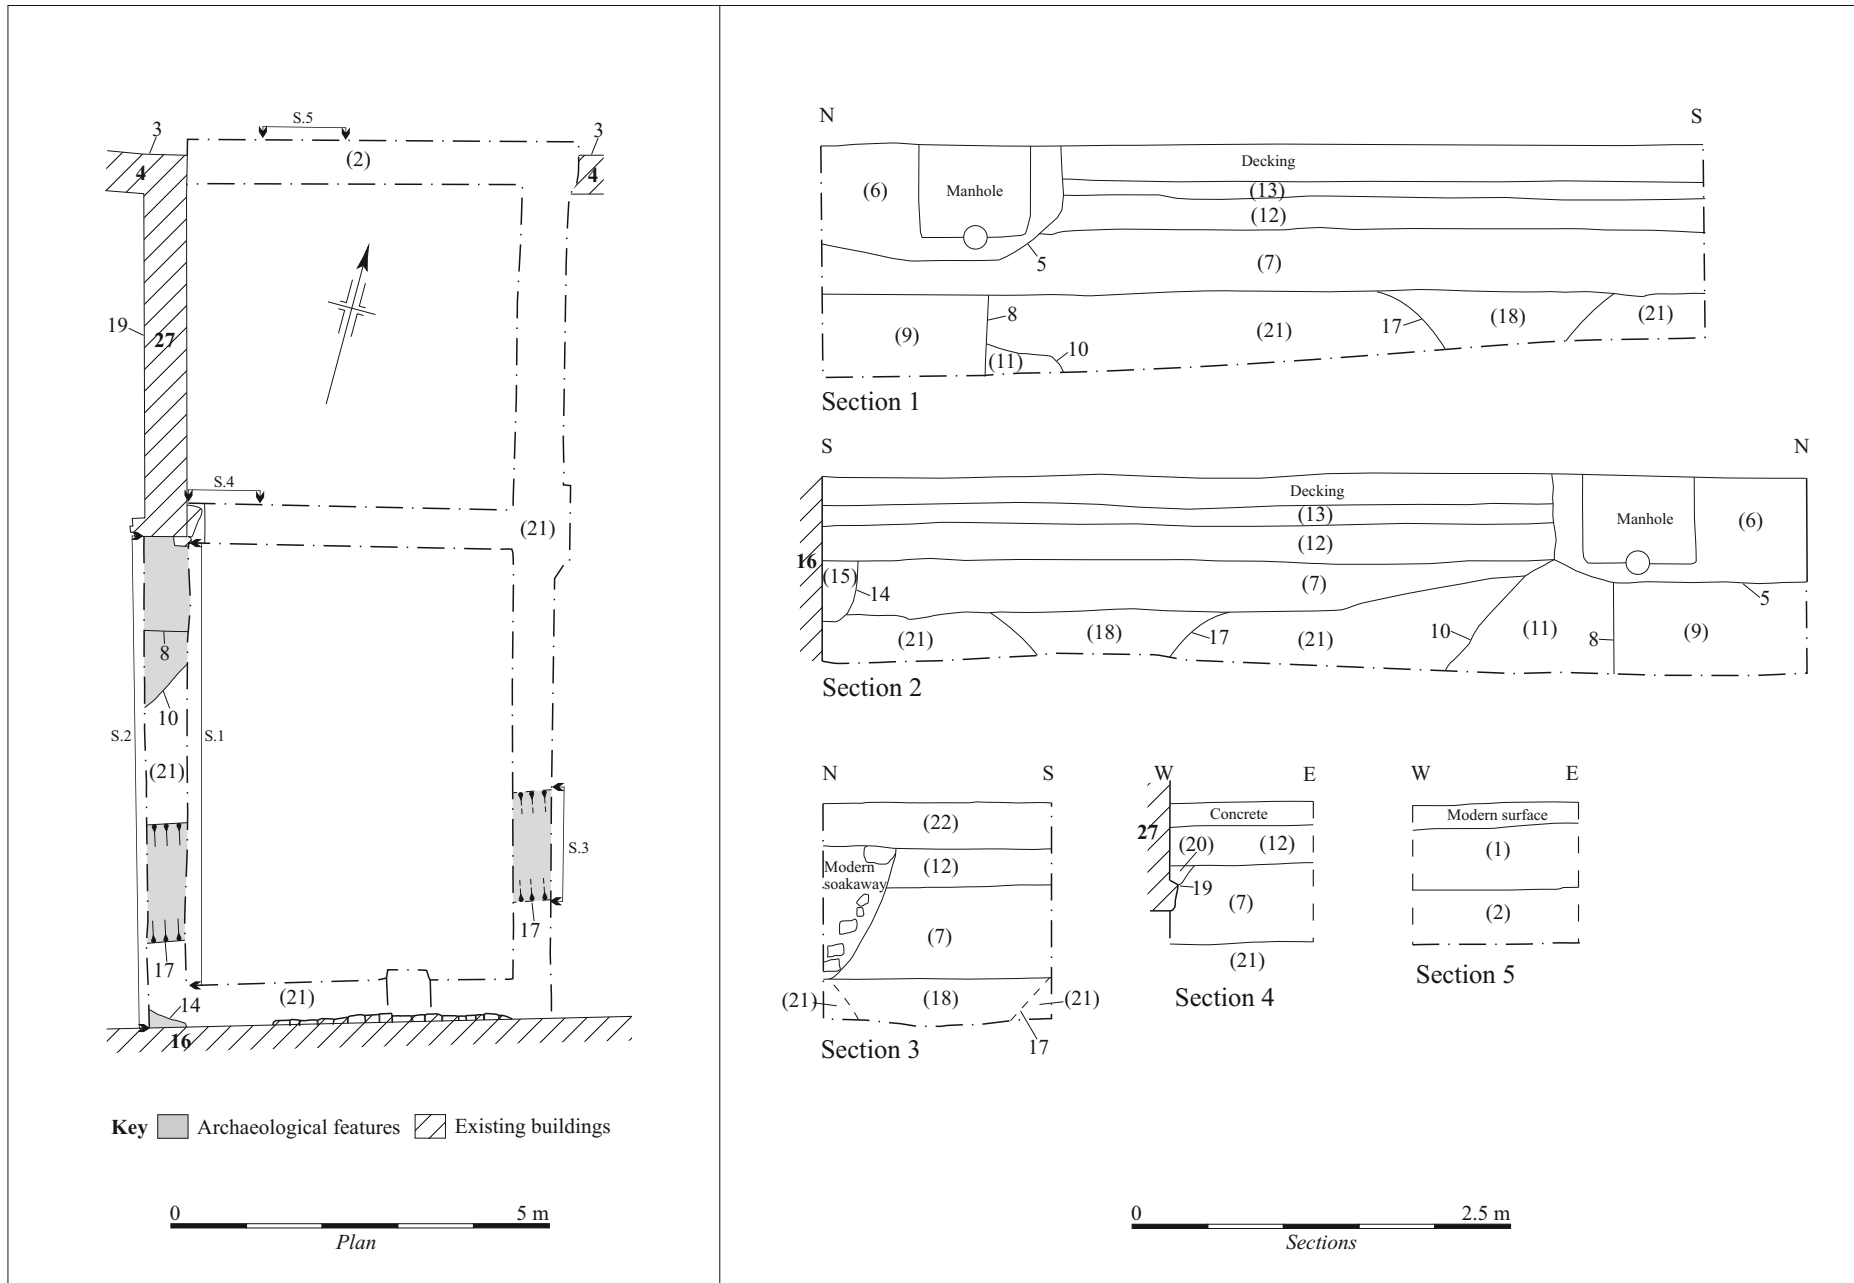 S.5
3
(2)
3
4
4
19
27
S.4
(21)
8
10
S.2
S.1
(21)
S.3
17
17
14
(21)
16
Key Archaeological features Existing buildings
0 5 m
Plan
N S
Decking
(6) Manhole (13)
(12)
5 (7)
8
(9) (21) 17 (18) (21)
(11) 10
Section 1
S N
Decking
(13) Manhole (6)
(12)
16
(15) (7)
14 5
(21) (18) 17 (21) 10 (11) 8 (9)
Section 2
N S
(22)
Modern
soakaway
(12)
(7)
(21) (18) (21)
17
Section 3
W E
Concrete
27
(20) (12)
19
(7)
(21)
Section 4
W E
Modern surface
(1)
(2)
Section 5
0 2.5 m
Sections